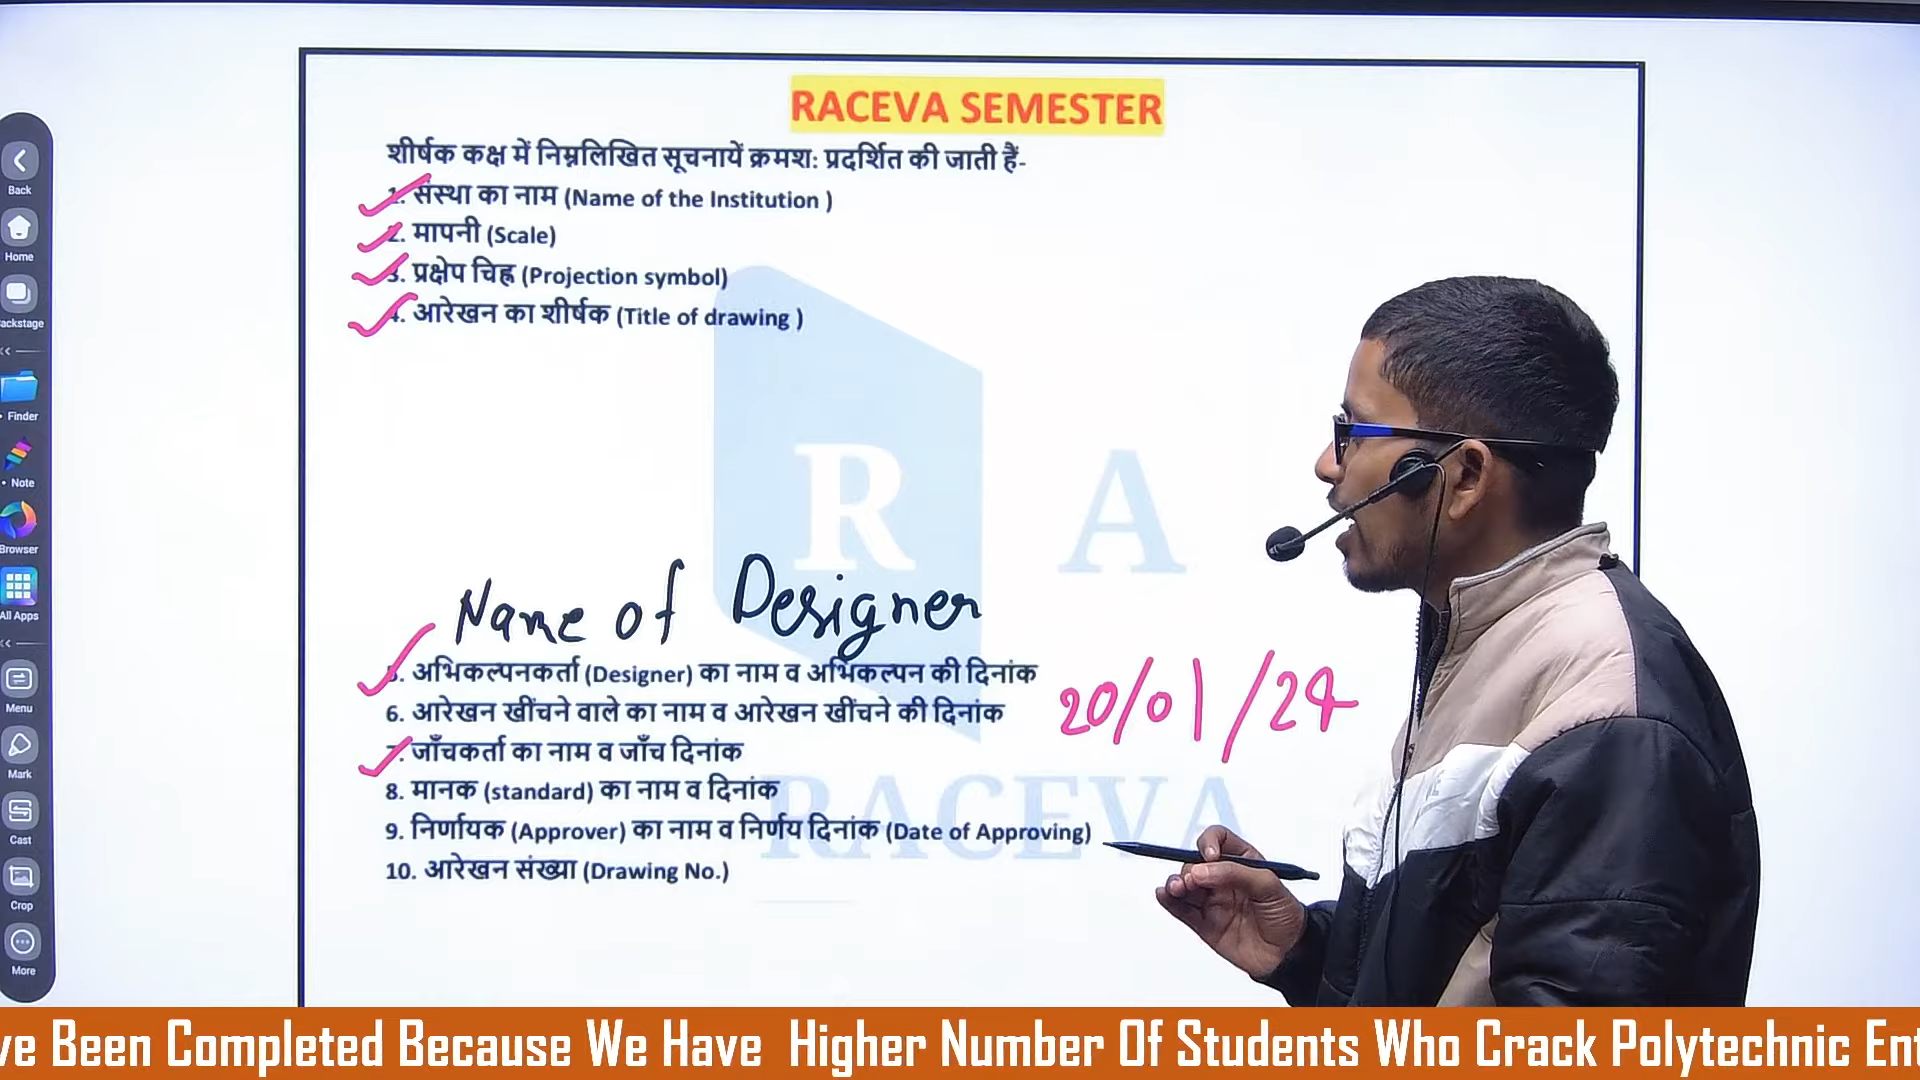 RACEVA SEMESTER
शीर्षक कक्ष में निम्नलिखित सूचनायें क्रमश: प्रदर्शित की जाती हैं-
1. संस्था का नाम (Name of the Institution )
2. मापनी (Scale)
3. प्रक्षेप चिह्न (Projection symbol)
4. आरेखन का शीर्षक (Title of drawing )
R A
Name of Designer
5. अभिकल्पनकर्ता (Designer) का नाम व अभिकल्पन की दिनांक
20/01/24
6. आरेखन खींचने वाले का नाम व आरेखन खींचने की दिनांक
7. जाँचकर्ता का नाम व जाँच दिनांक
8. मानक (standard) का नाम व दिनांक
RACEVA
9. निर्णायक (Approver) का नाम व निर्णय दिनांक (Date of Approving)
10. आरेखन संख्या (Drawing No.)
Back
Home
ackstage
Finder
Note
Browser
All Apps
Menu
Mark
Cast
Crop
More
ve Been Completed Because We Have Higher Number Of Students Who Crack Polytechnic Ent